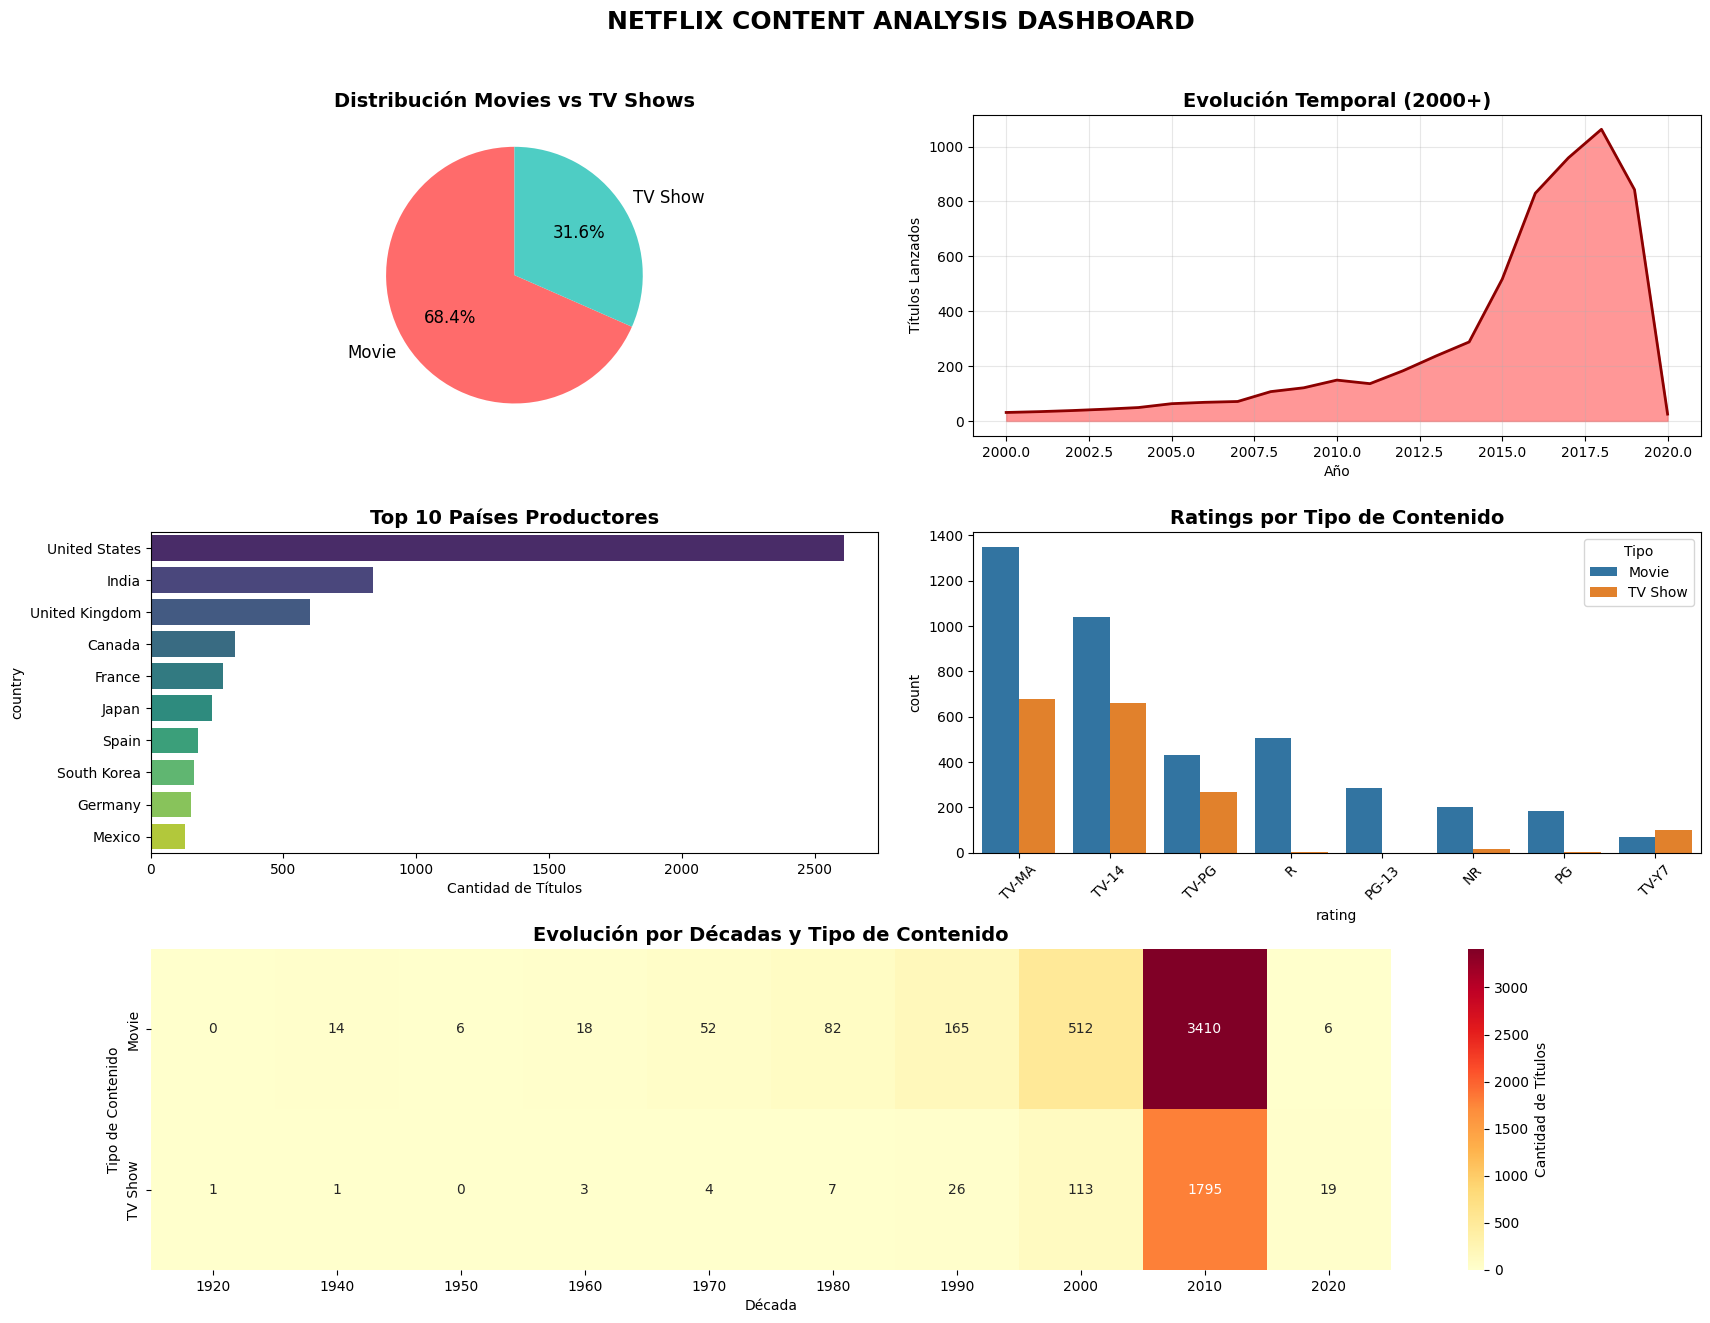 NETFLIX CONTENT ANALYSIS DASHBOARD
Distribución Movies vs TV Shows
TV Show
31.6%
68.4%
Movie
Evolución Temporal (2000+)
Títulos Lanzados
1000
800
600
400
200
0
2000.0 2002.5 2005.0 2007.5 2010.0 2012.5 2015.0 2017.5 2020.0
Año
Top 10 Países Productores
country
United States
India
United Kingdom
Canada
France
Japan
Spain
South Korea
Germany
Mexico
0 500 1000 1500 2000 2500
Cantidad de Títulos
Ratings por Tipo de Contenido
Tipo
Movie
TV Show
count
1400
1200
1000
800
600
400
200
0
TV-MA TV-14 TV-PG R PG-13 NR PG TV-Y7
rating
Evolución por Décadas y Tipo de Contenido
Tipo de Contenido
Movie
0 14 6 18 52 82 165 512 3410 6
TV Show
1 1 0 3 4 7 26 113 1795 19
1920 1940 1950 1960 1970 1980 1990 2000 2010 2020
Década
3000
2500
2000
1500
1000
500
0
Cantidad de Títulos